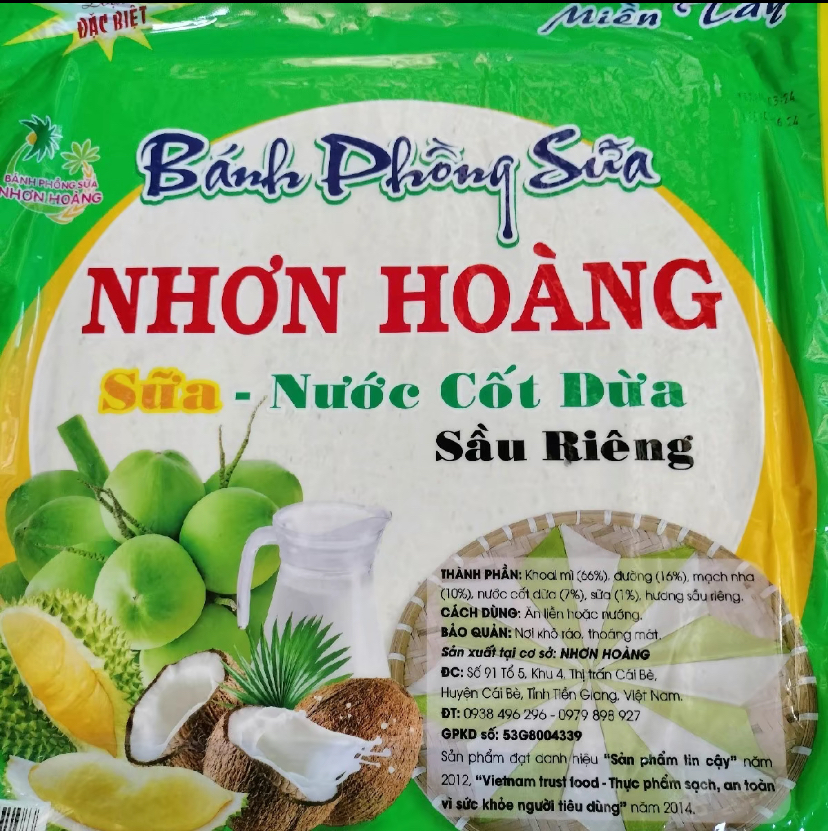 ĐẶC BIỆT
Miền Tây
BÁNH PHỒNG SỮA
NHƠN HOÀNG
Bánh Phồng Sữa
NHƠN HOÀNG
Sữa - Nước Cốt Dừa
Sầu Riêng
THÀNH PHẦN: Khoai mì (66%), đường (16%), mạch nha
(10%), nước cốt dừa (7%), sữa (1%), hương sầu riêng.
CÁCH DÙNG: Ăn liền hoặc nướng.
BẢO QUẢN: Nơi khô ráo, thoáng mát.
Sản xuất tại cơ sở: NHƠN HOÀNG
ĐC: Số 91 Tổ 5, Khu 4, Thị trấn Cái Bè,
Huyện Cái Bè, Tỉnh Tiền Giang, Việt Nam.
ĐT: 0938 496 296 - 0979 898 927
GPKD số: 53G8004339
Sản phẩm đạt danh hiệu "Sản phẩm tin cậy" năm
2012, "Vietnam trust food - Thực phẩm sạch, an toàn
vì sức khỏe người tiêu dùng" năm 2014.